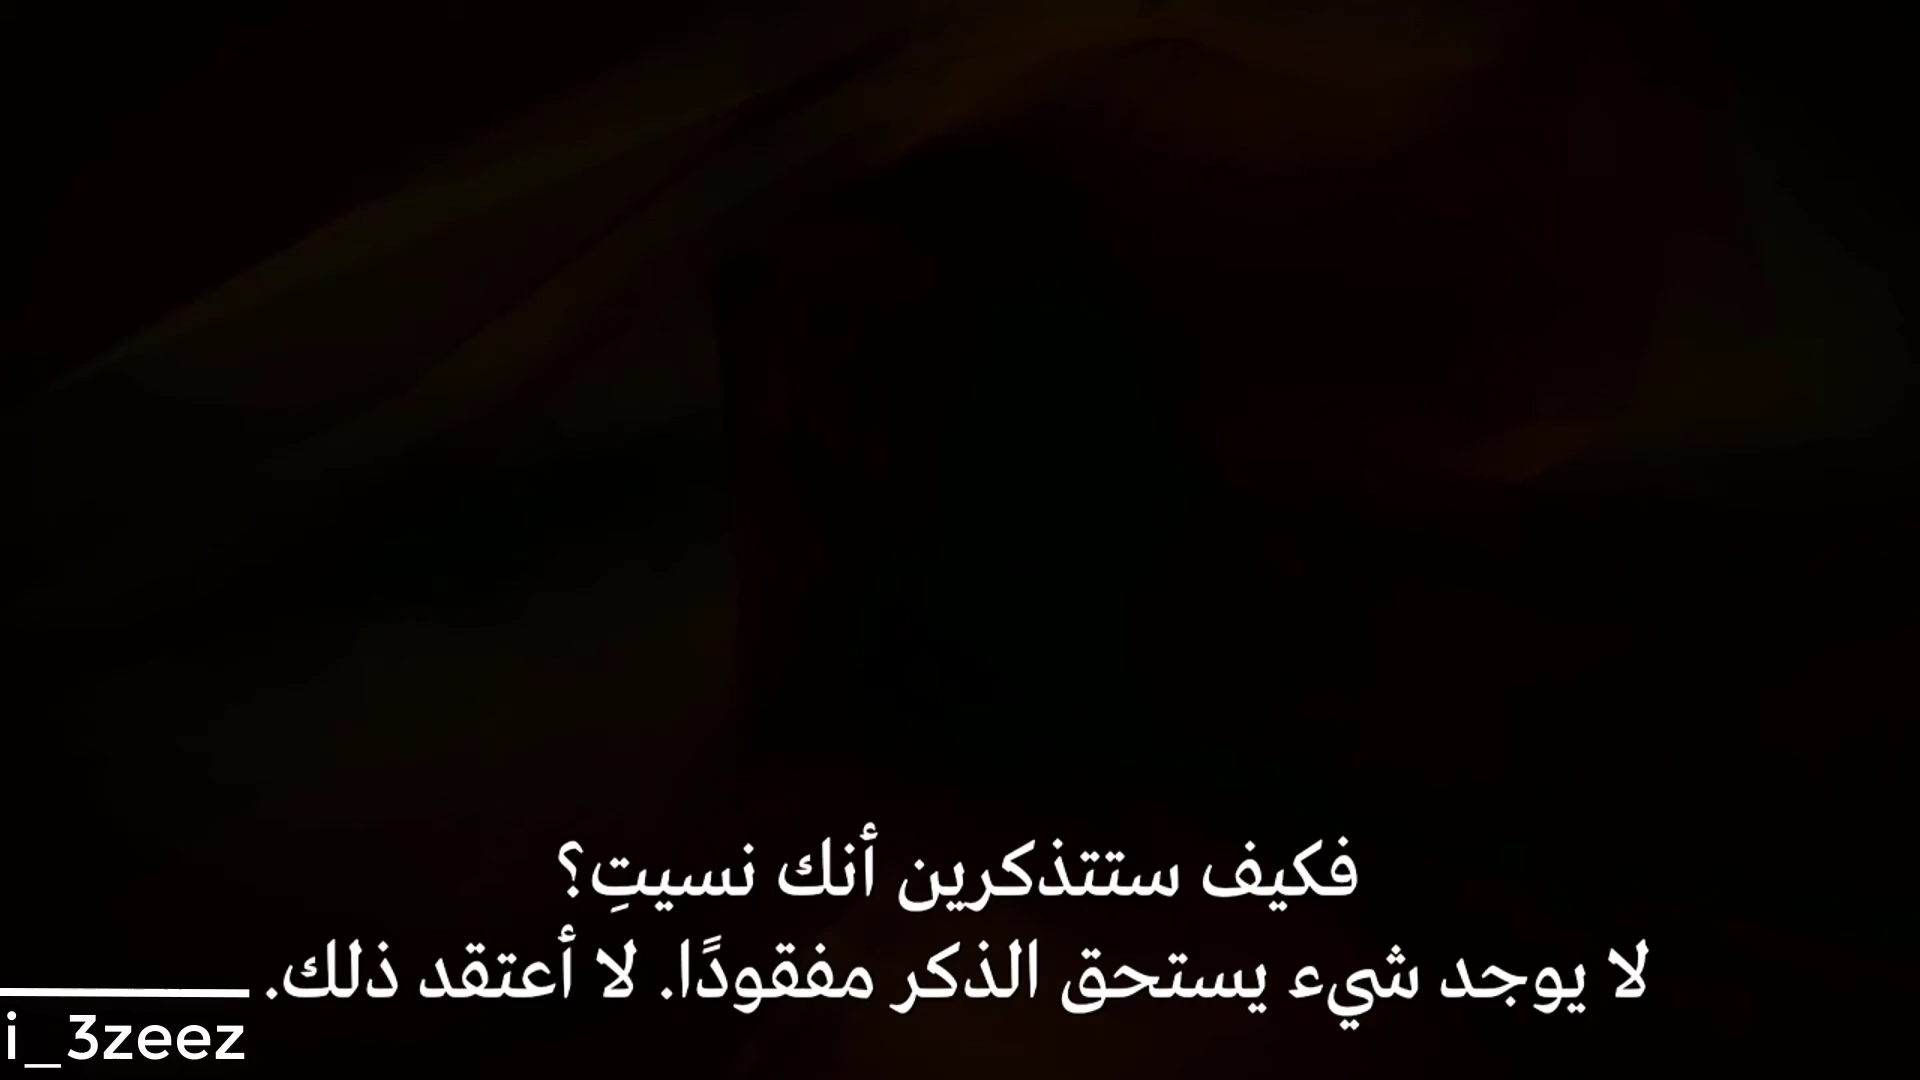 فكيف ستتذكرين أنك نسيتِ؟
لا يوجد شيء يستحق الذكر مفقودًا. لا أعتقد ذلك.
i_3zeez